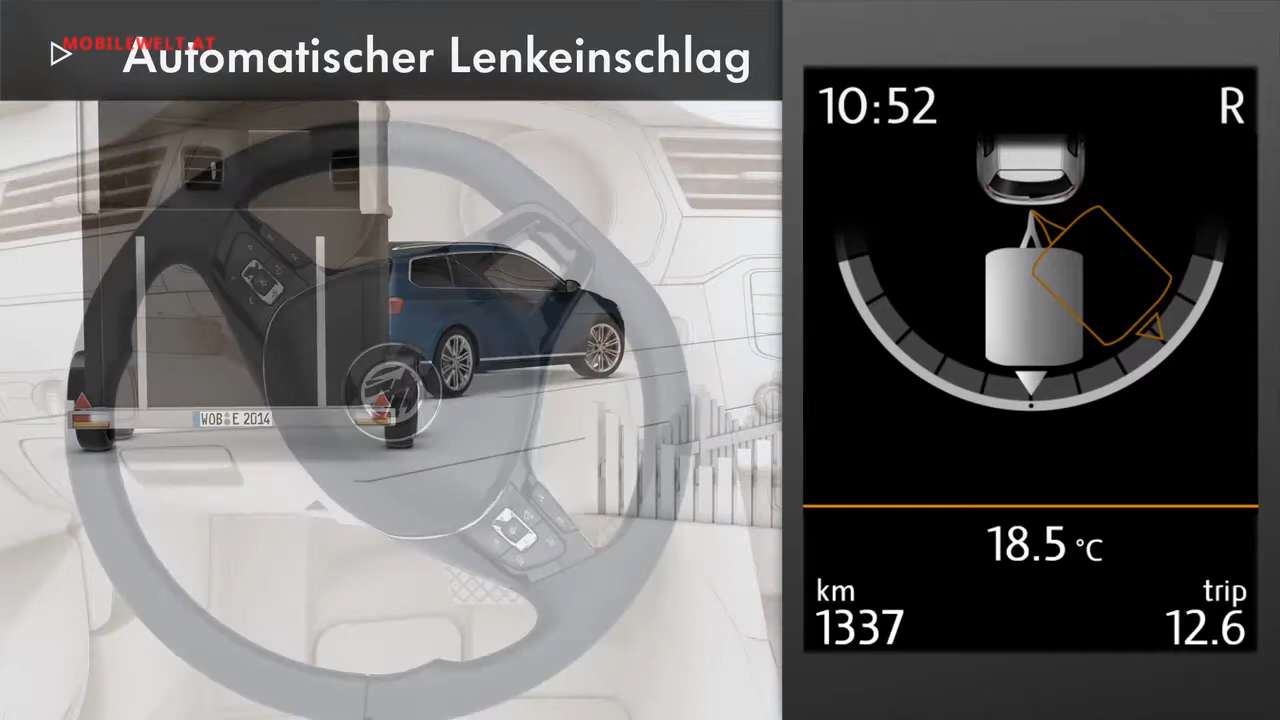 MOBILEWELT.AT
Automatischer Lenkeinschlag
10:52 R
WOB E 2014
18.5 °C
km trip
1337 12.6